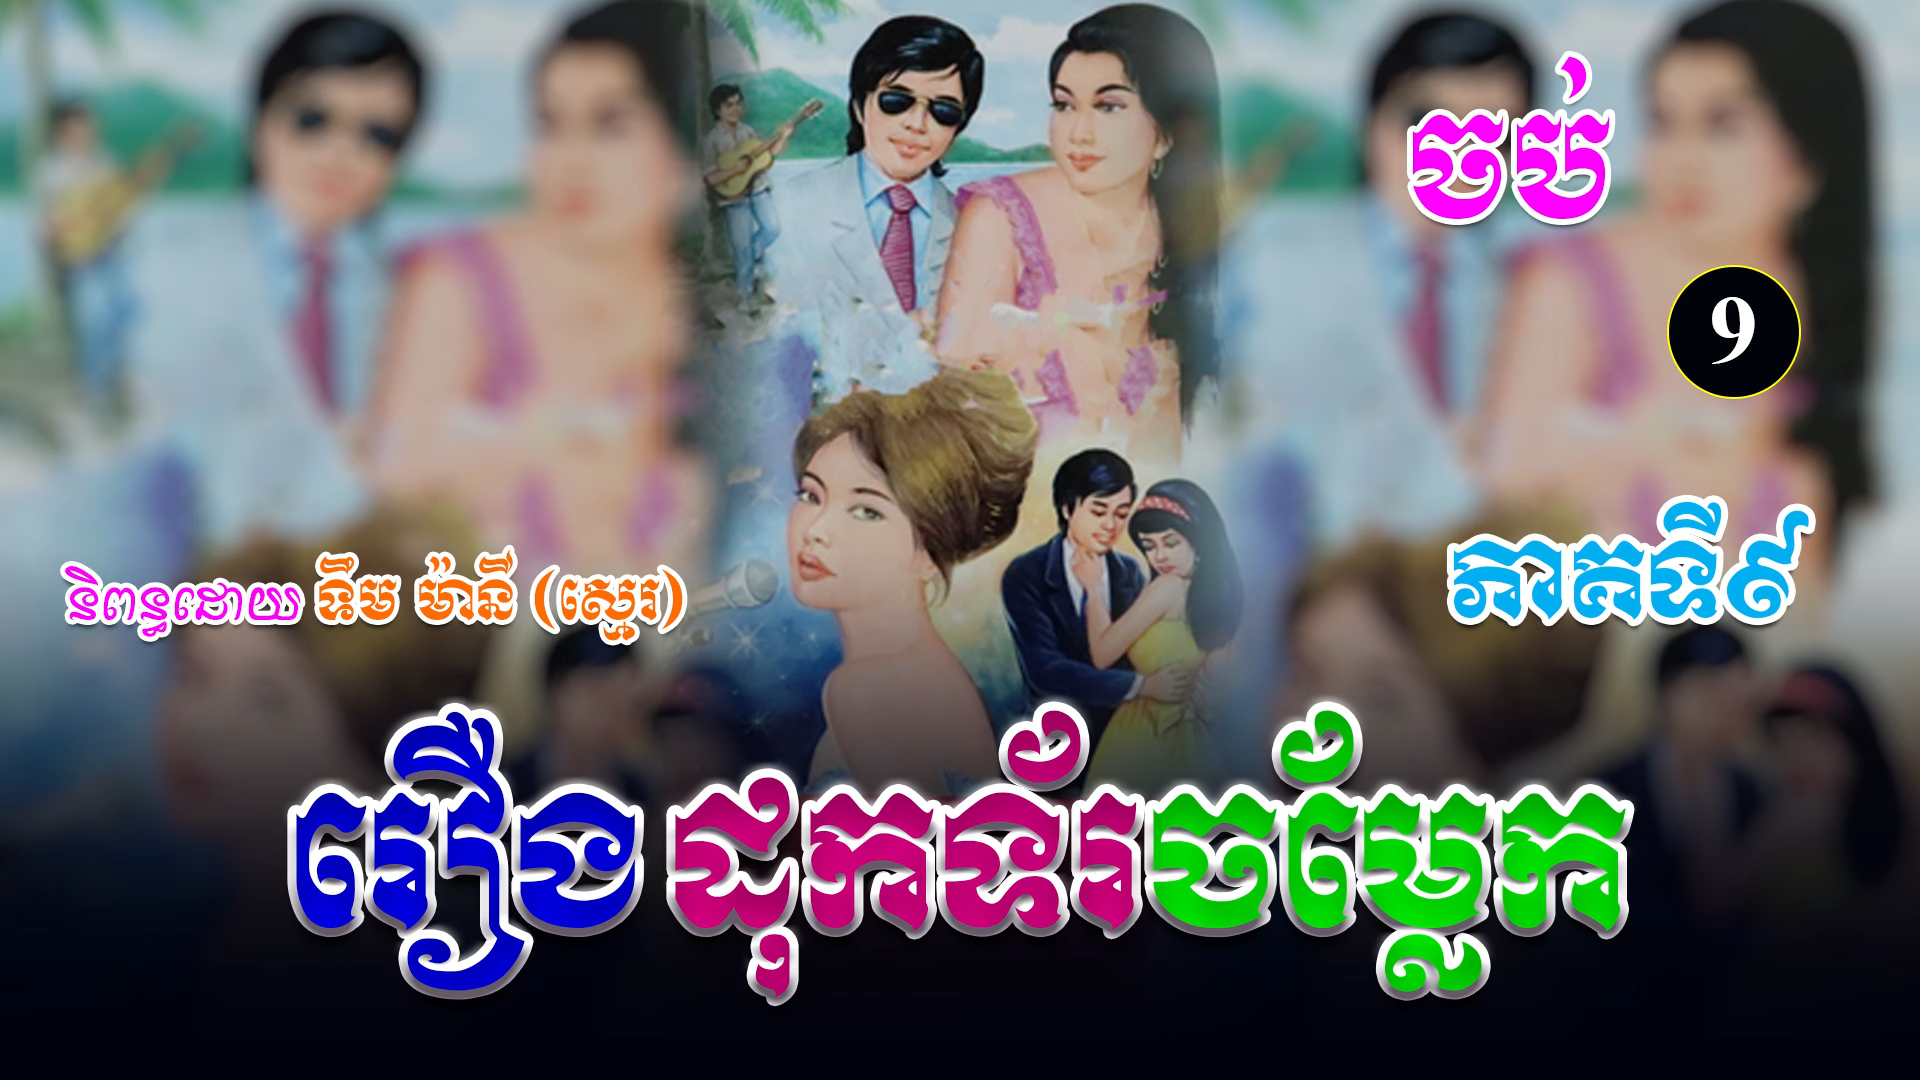 ចប់
9
ភាគទី៩
និពន្ធដោយ ទឹម ម៉ានី (ស្មេរ)
រឿង ដុកទ័រចម្លែក